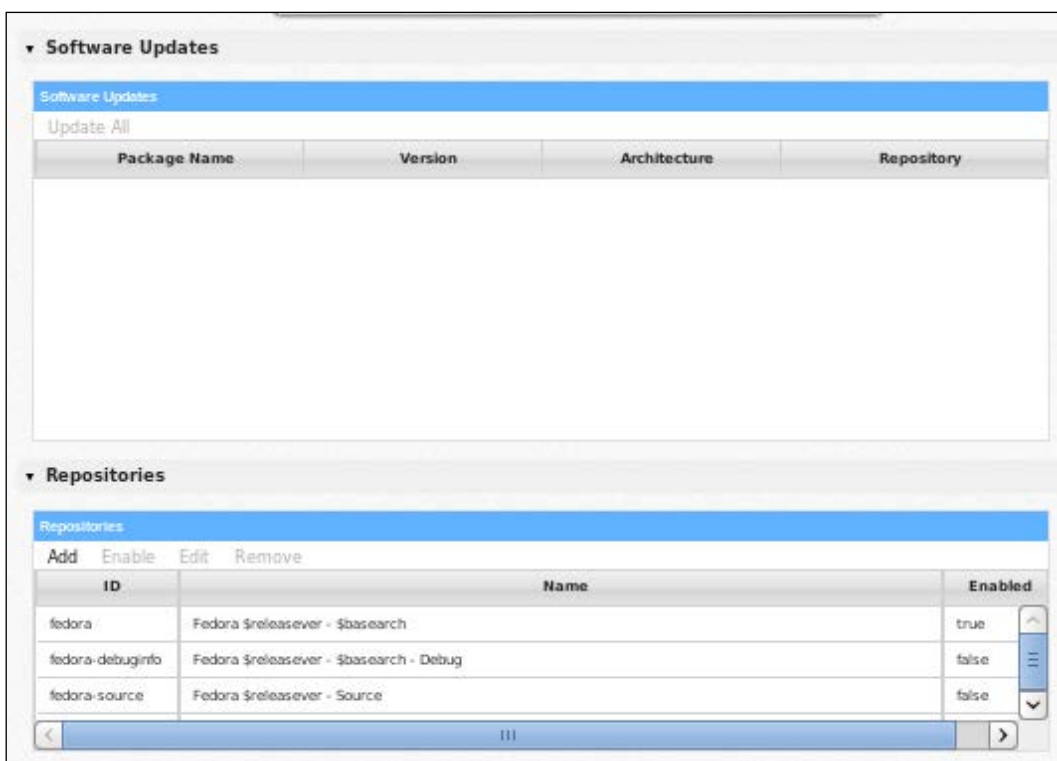 Software Updates
Software Updates
Update All
Package Name Version Architecture Repository
Repositories
Repositories
Add Enable Edit Remove
ID Name Enabled
fedora Fedora $releasever - $basearch true
fedora-debuginfo Fedora $releasever - $basearch - Debug false
fedora-source Fedora $releasever - Source false